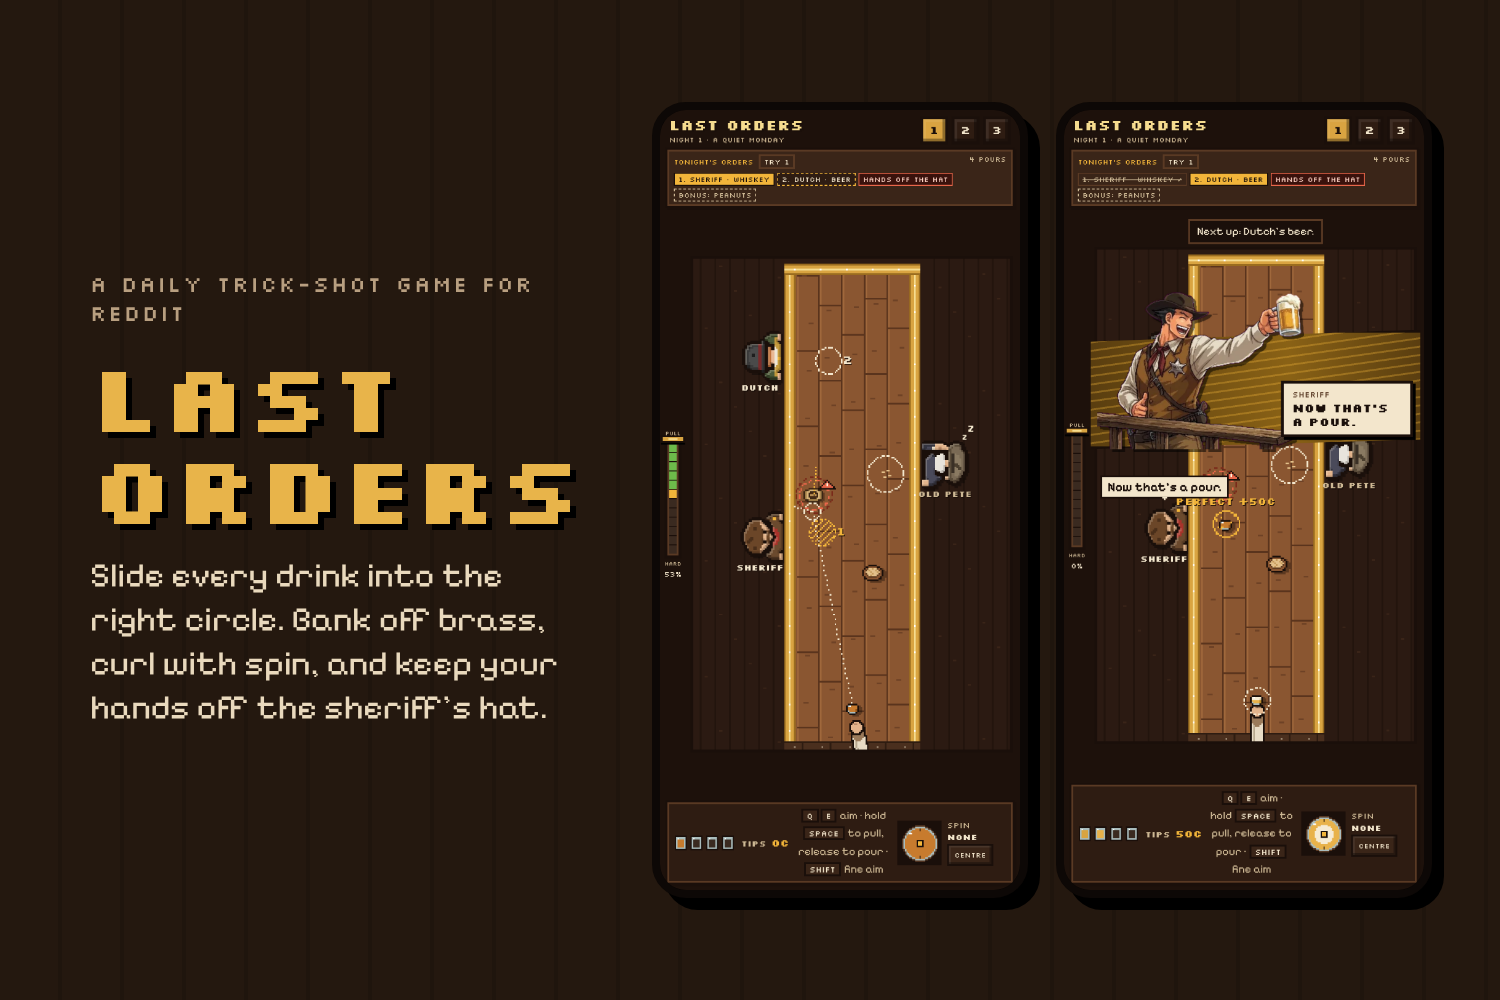 A DAILY TRICK-SHOT GAME FOR
REDDIT
LAST
ORDERS
Slide every drink into the
right circle. Bank off brass,
curl with spin, and keep your
hands off the sheriff's hat.
LAST ORDERS
NIGHT 1 · A QUIET MONDAY
1 2 3
TONIGHT'S ORDERS TRY 1 4 POURS
1. SHERIFF · WHISKEY 2. DUTCH · BEER HANDS OFF THE HAT
BONUS: PEANUTS
2
DUTCH
PULL
z
z
OLD PETE
1
SHERIFF
HARD
53%
Q E aim · hold
SPACE to pull,
release to pour ·
SHIFT fine aim
TIPS 0¢
SPIN
NONE
CENTRE
LAST ORDERS
NIGHT 1 · A QUIET MONDAY
1 2 3
TONIGHT'S ORDERS TRY 1 4 POURS
1. SHERIFF · WHISKEY ✓ 2. DUTCH · BEER HANDS OFF THE HAT
BONUS: PEANUTS
Next up: Dutch's beer.
SHERIFF
NOW THAT'S
A POUR.
PULL
Now that's a pour.
OLD PETE
PERFECT +50¢
SHERIFF
HARD
0%
Q E aim ·
hold SPACE to
pull, release to
pour · SHIFT
fine aim
TIPS 50¢
SPIN
NONE
CENTRE